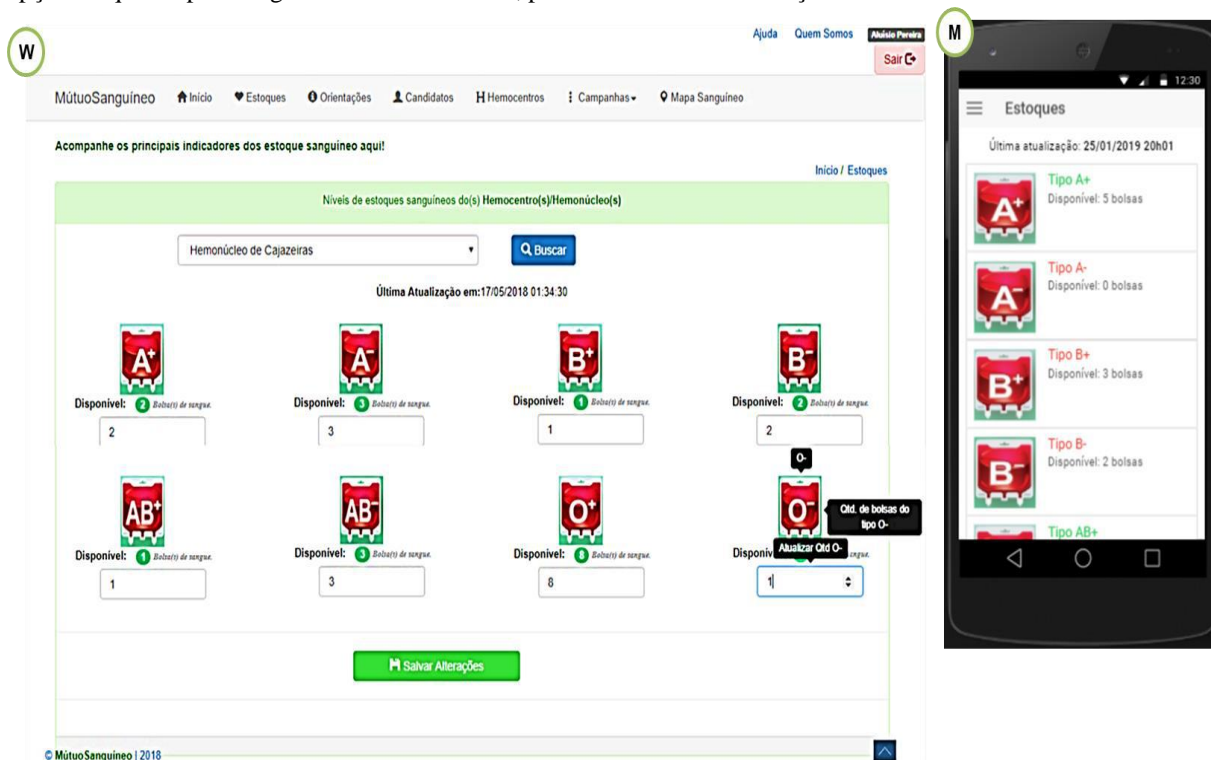 W
Ajuda Quem Somos Aluísio Pereira
Sair
MútuoSanguíneo Início Estoques Orientações Candidatos H Hemocentros Campanhas Mapa Sanguíneo
Acompanhe os principais indicadores dos estoque sanguíneo aqui!
Início / Estoques
Níveis de estoques sanguíneos do(s) Hemocentro(s)/Hemonúcleo(s)
Hemonúcleo de Cajazeiras Buscar
Última Atualização em:17/05/2018 01:34:30
A+ A- B+ B-
Disponível: 2 Bolsa(s) de sangue. Disponível: 3 Bolsa(s) de sangue. Disponível: 1 Bolsa(s) de sangue. Disponível: 2 Bolsa(s) de sangue.
2 3 1 2
O-
AB+ AB- O+ O-
Qtd. de bolsas do
tipo O-
Disponível: 1 Bolsa(s) de sangue. Disponível: 3 Bolsa(s) de sangue. Disponível: 8 Bolsa(s) de sangue.
Atualizar Qtd O-
1 3 8 1
Salvar Alterações
© MútuoSanguíneo | 2018
M
12:30
Estoques
Última atualização: 25/01/2019 20h01
A+ Tipo A+
Disponível: 5 bolsas
A- Tipo A-
Disponível: 0 bolsas
B+ Tipo B+
Disponível: 3 bolsas
B- Tipo B-
Disponível: 2 bolsas
Tipo AB+